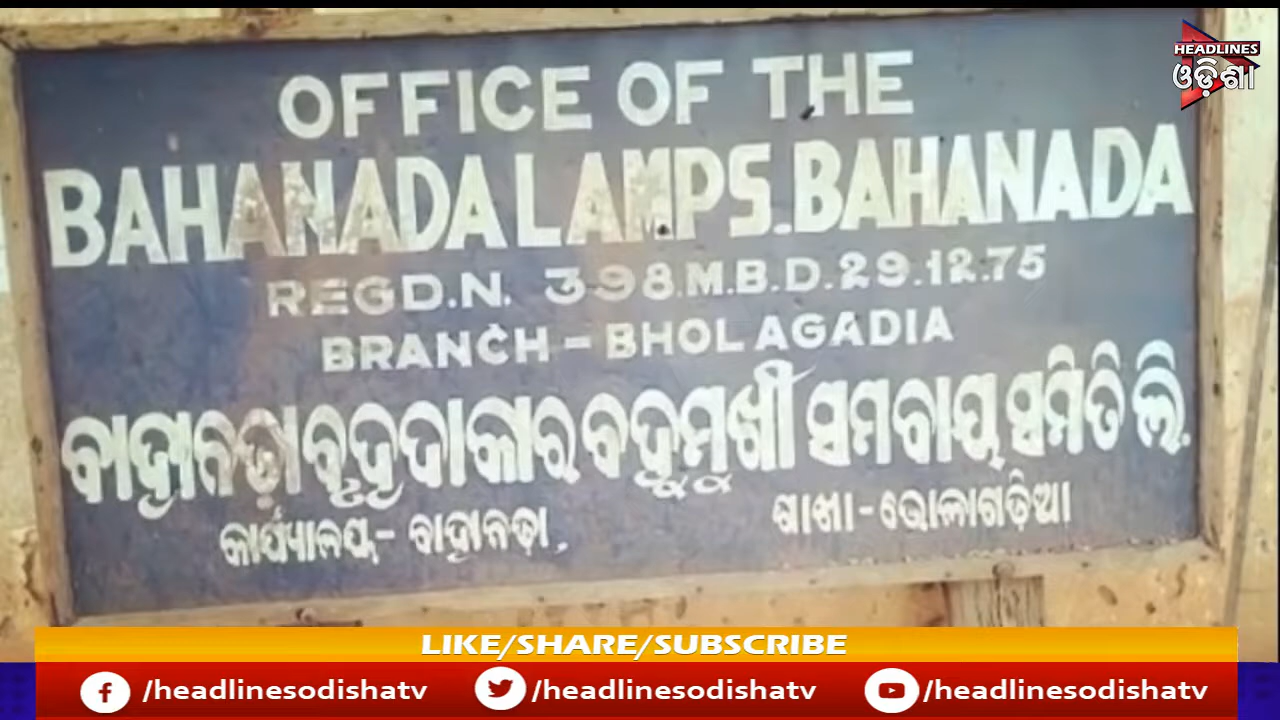 HEADLINES
ଓଡ଼ିଶା
OFFICE OF THE
BAHANADA LAMPS. BAHANADA
REGD.N. 398.M.B.D.29.12.75
BRANCH - BHOLAGADIA
ବାହାନଡ଼ା ବୃହଦାକାର ବହୁମୁଖୀ ସମବାୟ ସମିତି ଲି.
କାର୍ଯ୍ୟାଳୟ- ବାହାନଡ଼ା, ଶାଖା-ଭୋଳାଗଡ଼ିଆ
LIKE/SHARE/SUBSCRIBE
/headlinesodishatv /headlinesodishatv /headlinesodishatv